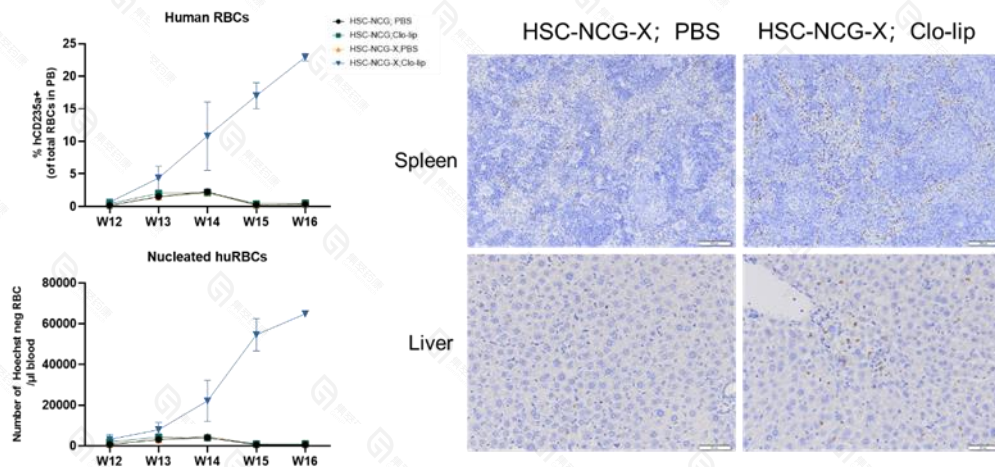 Human RBCs
HSC-NCG; PBS
HSC-NCG;Clo-lip
HSC-NCG-X;PBS
HSC-NCG-X;Clo-lip
% hCD235a+
(of total RBCs in PB)
25
20
15
10
5
0
W12 W13 W14 W15 W16
Nucleated huRBCs
Number of Hoechst neg RBC
/µl blood
80000
60000
40000
20000
0
W12 W13 W14 W15 W16
HSC-NCG-X; PBS
HSC-NCG-X; Clo-lip
Spleen
Liver